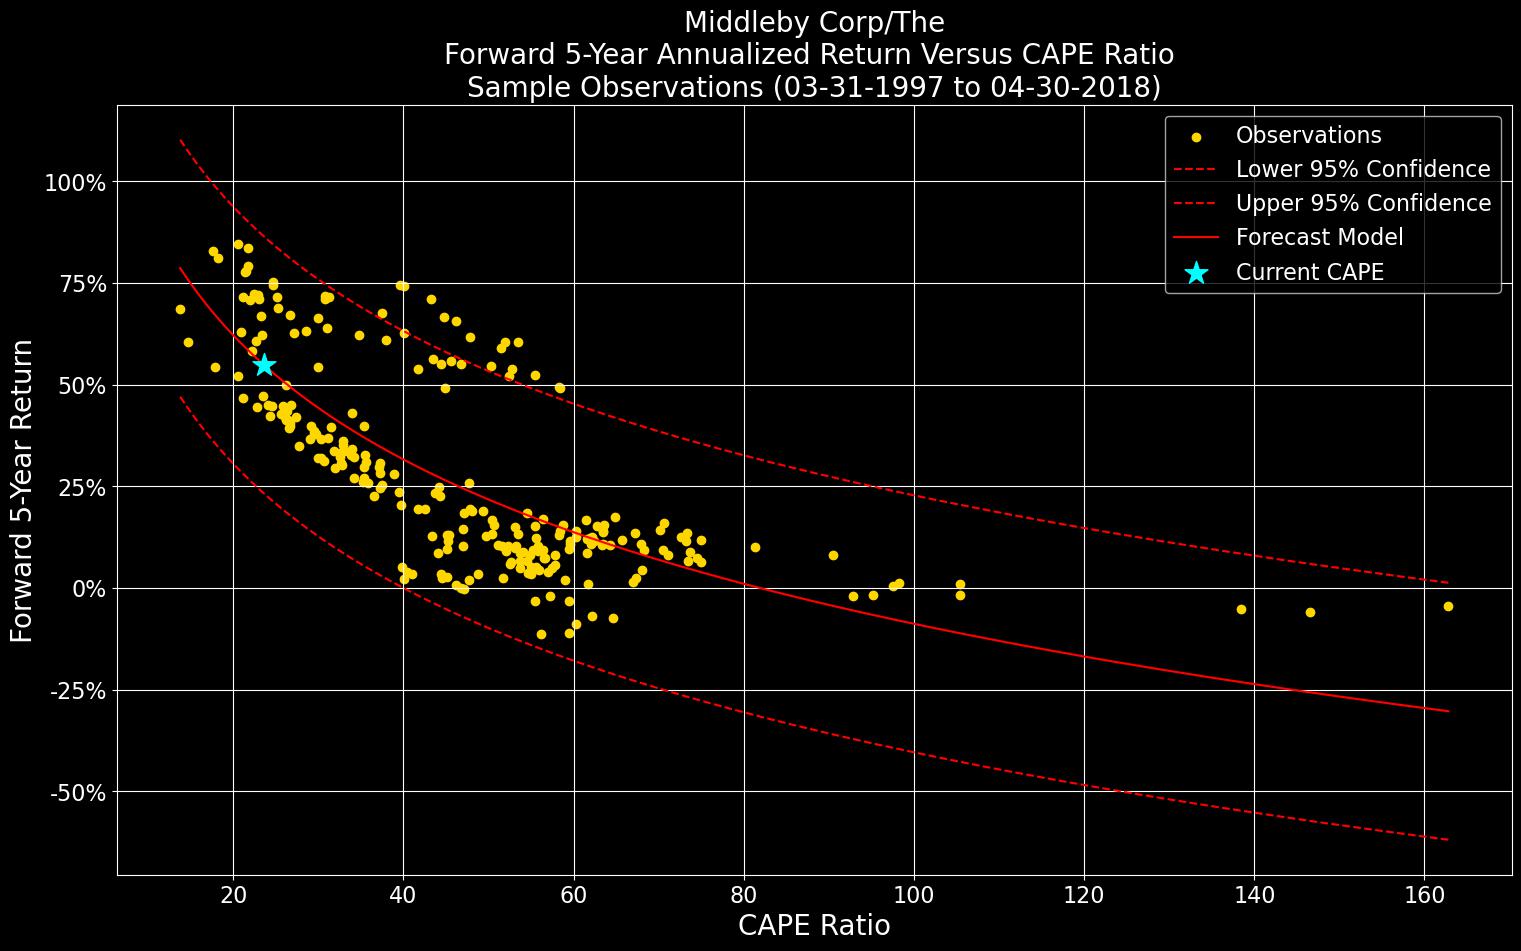 Middleby Corp/The
Forward 5-Year Annualized Return Versus CAPE Ratio
Sample Observations (03-31-1997 to 04-30-2018)
Observations
Lower 95% Confidence
Upper 95% Confidence
Forecast Model
Current CAPE
Forward 5-Year Return
100%
75%
50%
25%
0%
-25%
-50%
20 40 60 80 100 120 140 160
CAPE Ratio